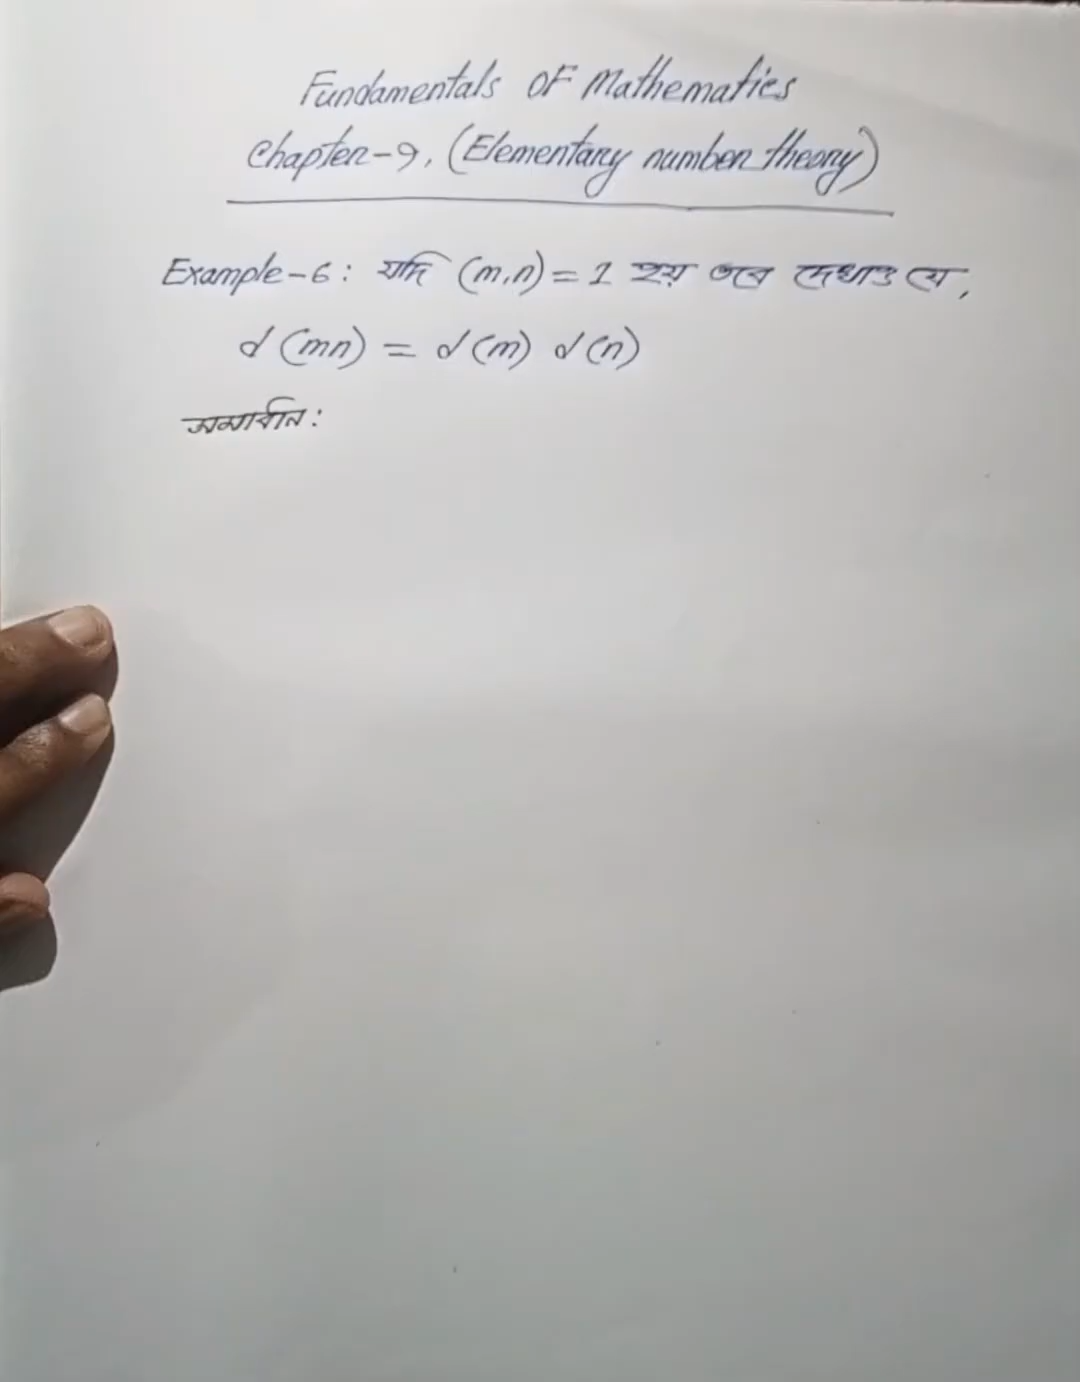 Fundamentals OF Mathematics
Chapter-9, (Elementary number theory)
Example-6: যদি (m,n)=1 হয় তবে দেখাও যে,
d(mn) = d(m) d(n)
সমাধান: